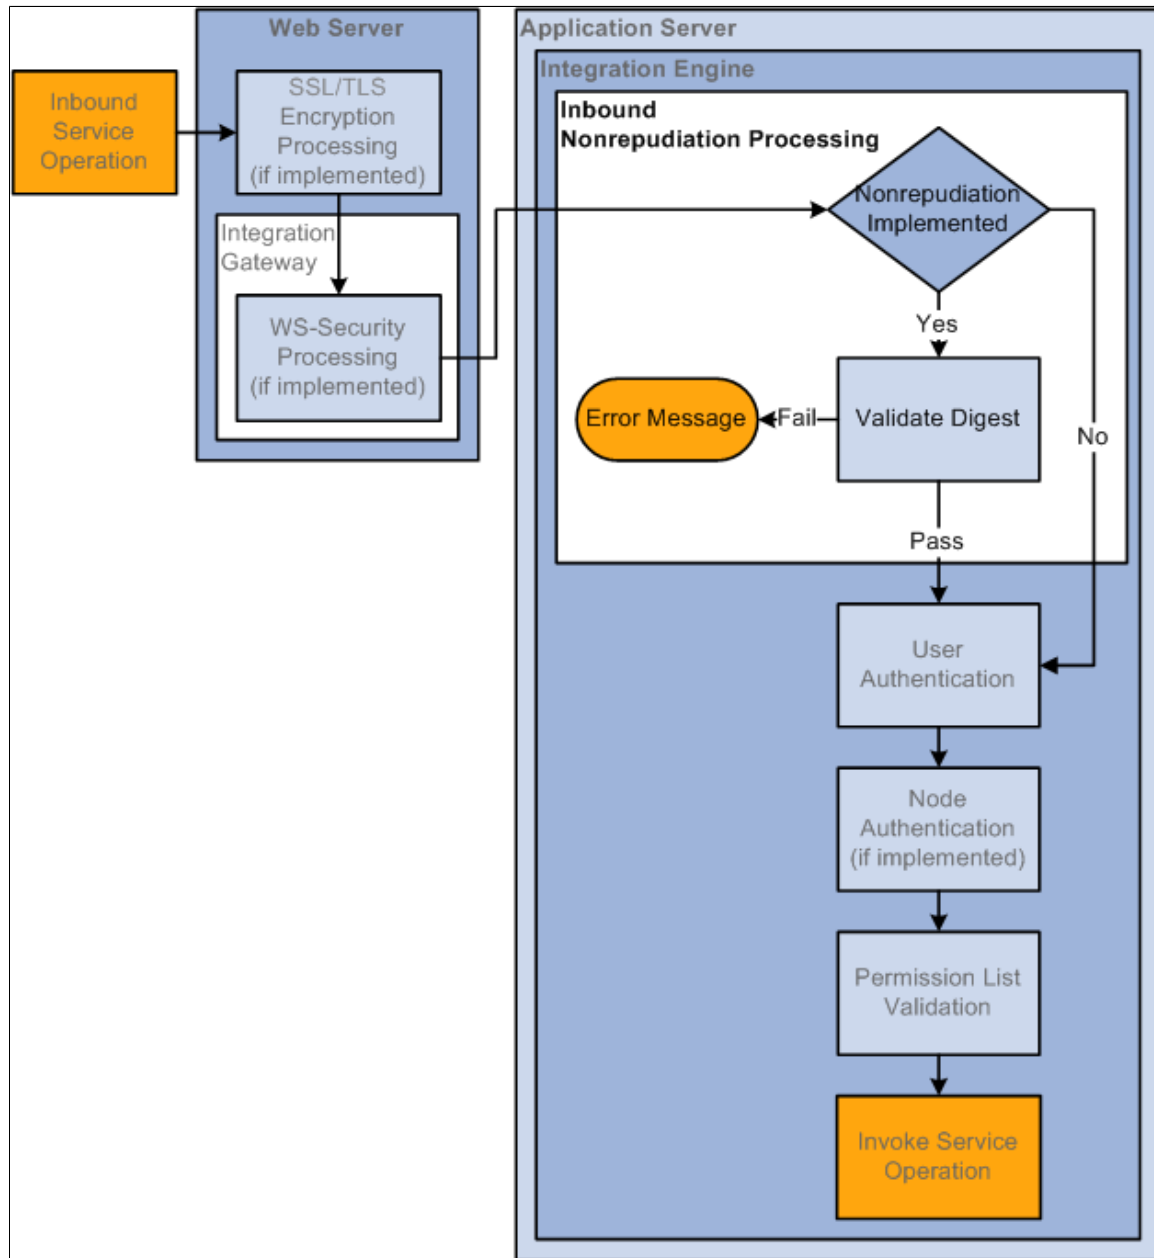 Web Server
Application Server
Integration Engine
Inbound
Service
Operation
SSL/TLS
Encryption
Processing
(if implemented)
Integration
Gateway
WS-Security
Processing
(if implemented)
Inbound
Nonrepudiation Processing
Nonrepudiation
Implemented
Yes
No
Validate Digest
Fail
Error Message
Pass
User
Authentication
Node
Authentication
(if implemented)
Permission List
Validation
Invoke Service
Operation